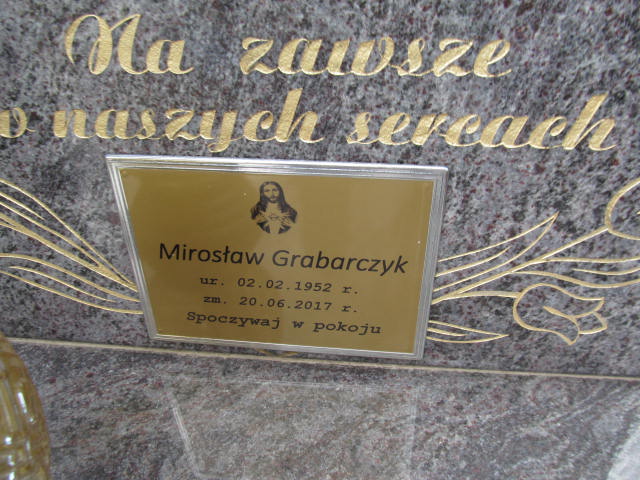 Na zawsze
w naszych sercach
Mirosław Grabarczyk
ur. 02.02.1952 r.
zm. 20.06.2017 r.
Spoczywaj w pokoju